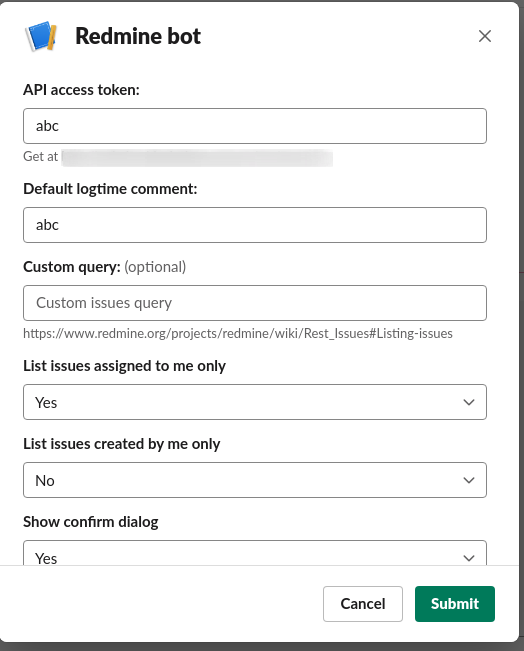 Redmine bot
API access token:
abc
Get at
Default logtime comment:
abc
Custom query: (optional)
Custom issues query
https://www.redmine.org/projects/redmine/wiki/Rest_Issues#Listing-issues
List issues assigned to me only
Yes
List issues created by me only
No
Show confirm dialog
Yes
Cancel
Submit